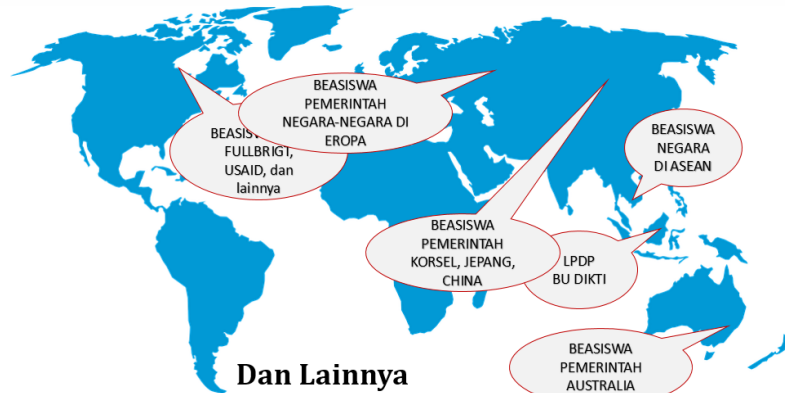 BEASISWA
PEMERINTAH
NEGARA-NEGARA DI
EROPA
FULLBRIGT,
USAID, dan
lainnya
BEASISWA
NEGARA
DI ASEAN
BEASISWA
PEMERINTAH
KORSEL, JEPANG,
CHINA
LPDP
BU DIKTI
BEASISWA
PEMERINTAH
AUSTRALIA
Dan Lainnya